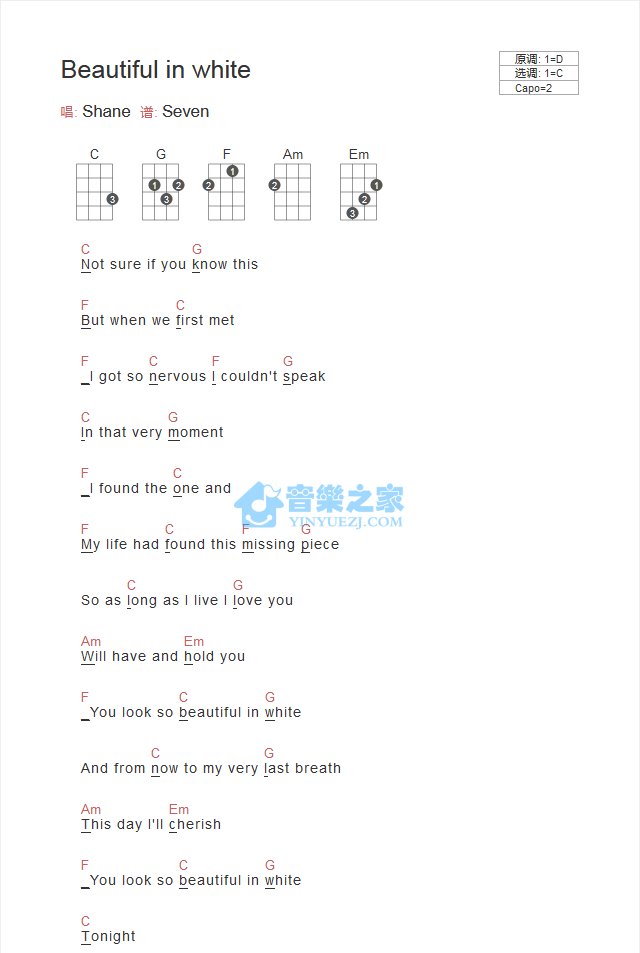 Beautiful in white
原调: 1=D
选调: 1=C
Capo=2
唱: Shane 谱: Seven
C G F Am Em
3 1 2 3 2 1 2 1 2 3
C G
Not sure if you know this
F C
But when we first met
F C F G
_I got so nervous I couldn't speak
C G
In that very moment
F C
_I found the one and
音樂之家
YINYUEZJ.COM
F C F G
My life had found this missing piece
C G
So as long as I live I love you
Am Em
Will have and hold you
F C G
_You look so beautiful in white
C G
And from now to my very last breath
Am Em
This day I'll cherish
F C G
_You look so beautiful in white
C
Tonight